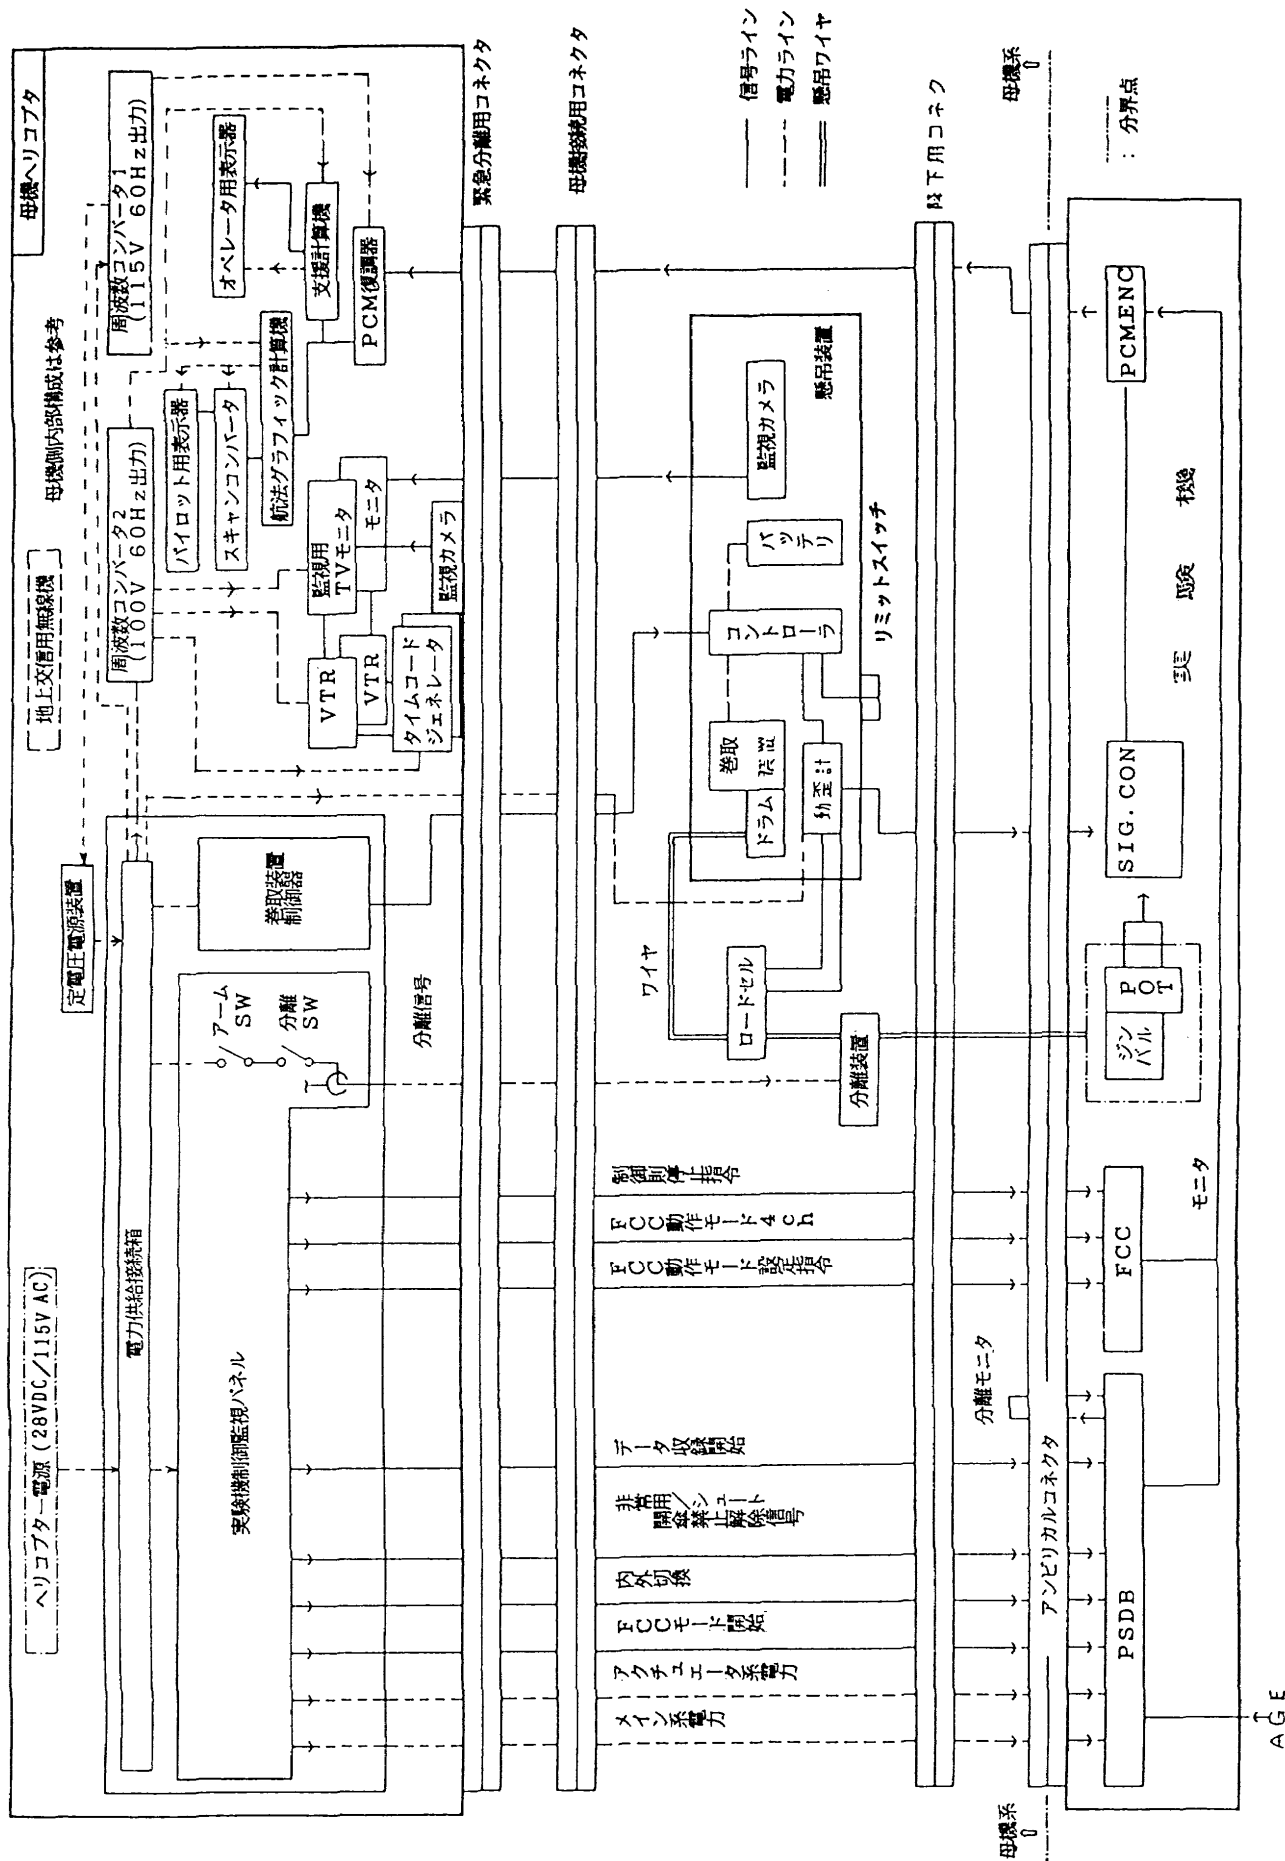 母機ヘリコプタ
母機側内部構成は参考
ヘリコプター電源 (28VDC/115V AC)
地上交信用無線機
定電圧電源装置
周波数コンバータ1
(115V 60Hz出力)
周波数コンバータ2
(100V 60Hz出力)
電力供給接続箱
実験機制御監視パネル
アーム
SW
分離
SW
巻取装置
制御器
分離信号
オペレータ用表示器
支援計算機
PCM復調器
パイロット用表示器
スキャンコンバータ
航法グラフィック計算機
監視用
TVモニタ
モニタ
監視カメラ
VTR
VTR
タイムコード
ジェネレータ
緊急分離用コネクタ
母機接続用コネクタ
信号ライン
電力ライン
懸吊ワイヤ
メイン系電力
アクチュエータ系電力
FCCモード開始
内外切換
非常用/シュート
開傘禁止解除信号
データ収録開始
FCC動作モード設定指令
FCC動作モード4ch
制御則停止指令
ワイヤ
ロードセル
分離装置
懸吊装置
監視カメラ
バッテリ
コントローラ
リミットスイッチ
巻取
装置
ドラム
動歪計
降下用コネク
母機系
⇧
母機系
⇧
: 分界点
分離モニタ
アンビリカルコネクタ
PSDB
FCC
モニタ
ジン
バル
POT
SIG.CON
PCMENC
実験機
AGE